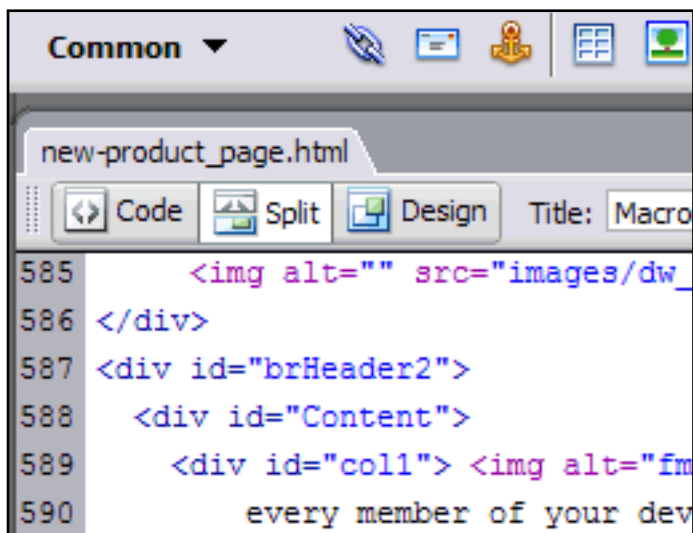 Common
new-product_page.html
Code Split Design Title: Macro
585 <img alt="" src="images/dw_
586 </div>
587 <div id="brHeader2">
588 <div id="Content">
589 <div id="col1"> <img alt="fm
590 every member of your dev